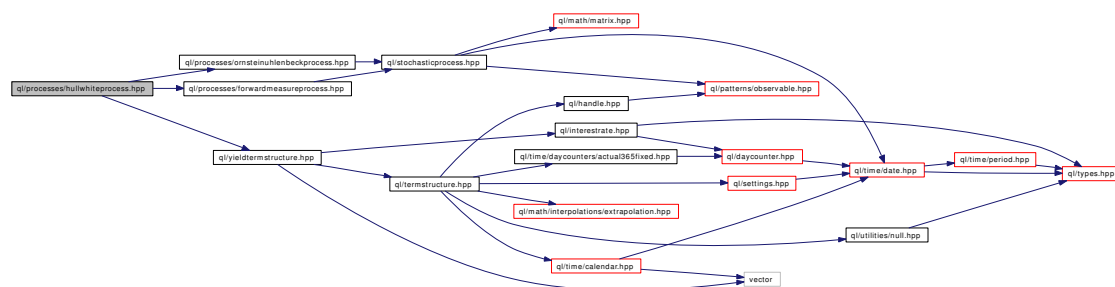 ql/math/matrix.hpp
ql/processes/ornsteinuhlenbeckprocess.hpp
ql/stochasticprocess.hpp
ql/processes/hullwhiteprocess.hpp
ql/processes/forwardmeasureprocess.hpp
ql/patterns/observable.hpp
ql/handle.hpp
ql/interestrate.hpp
ql/yieldtermstructure.hpp
ql/time/daycounters/actual365fixed.hpp
ql/daycounter.hpp
ql/time/period.hpp
ql/time/date.hpp
ql/types.hpp
ql/termstructure.hpp
ql/settings.hpp
ql/math/interpolations/extrapolation.hpp
ql/utilities/null.hpp
ql/time/calendar.hpp
vector